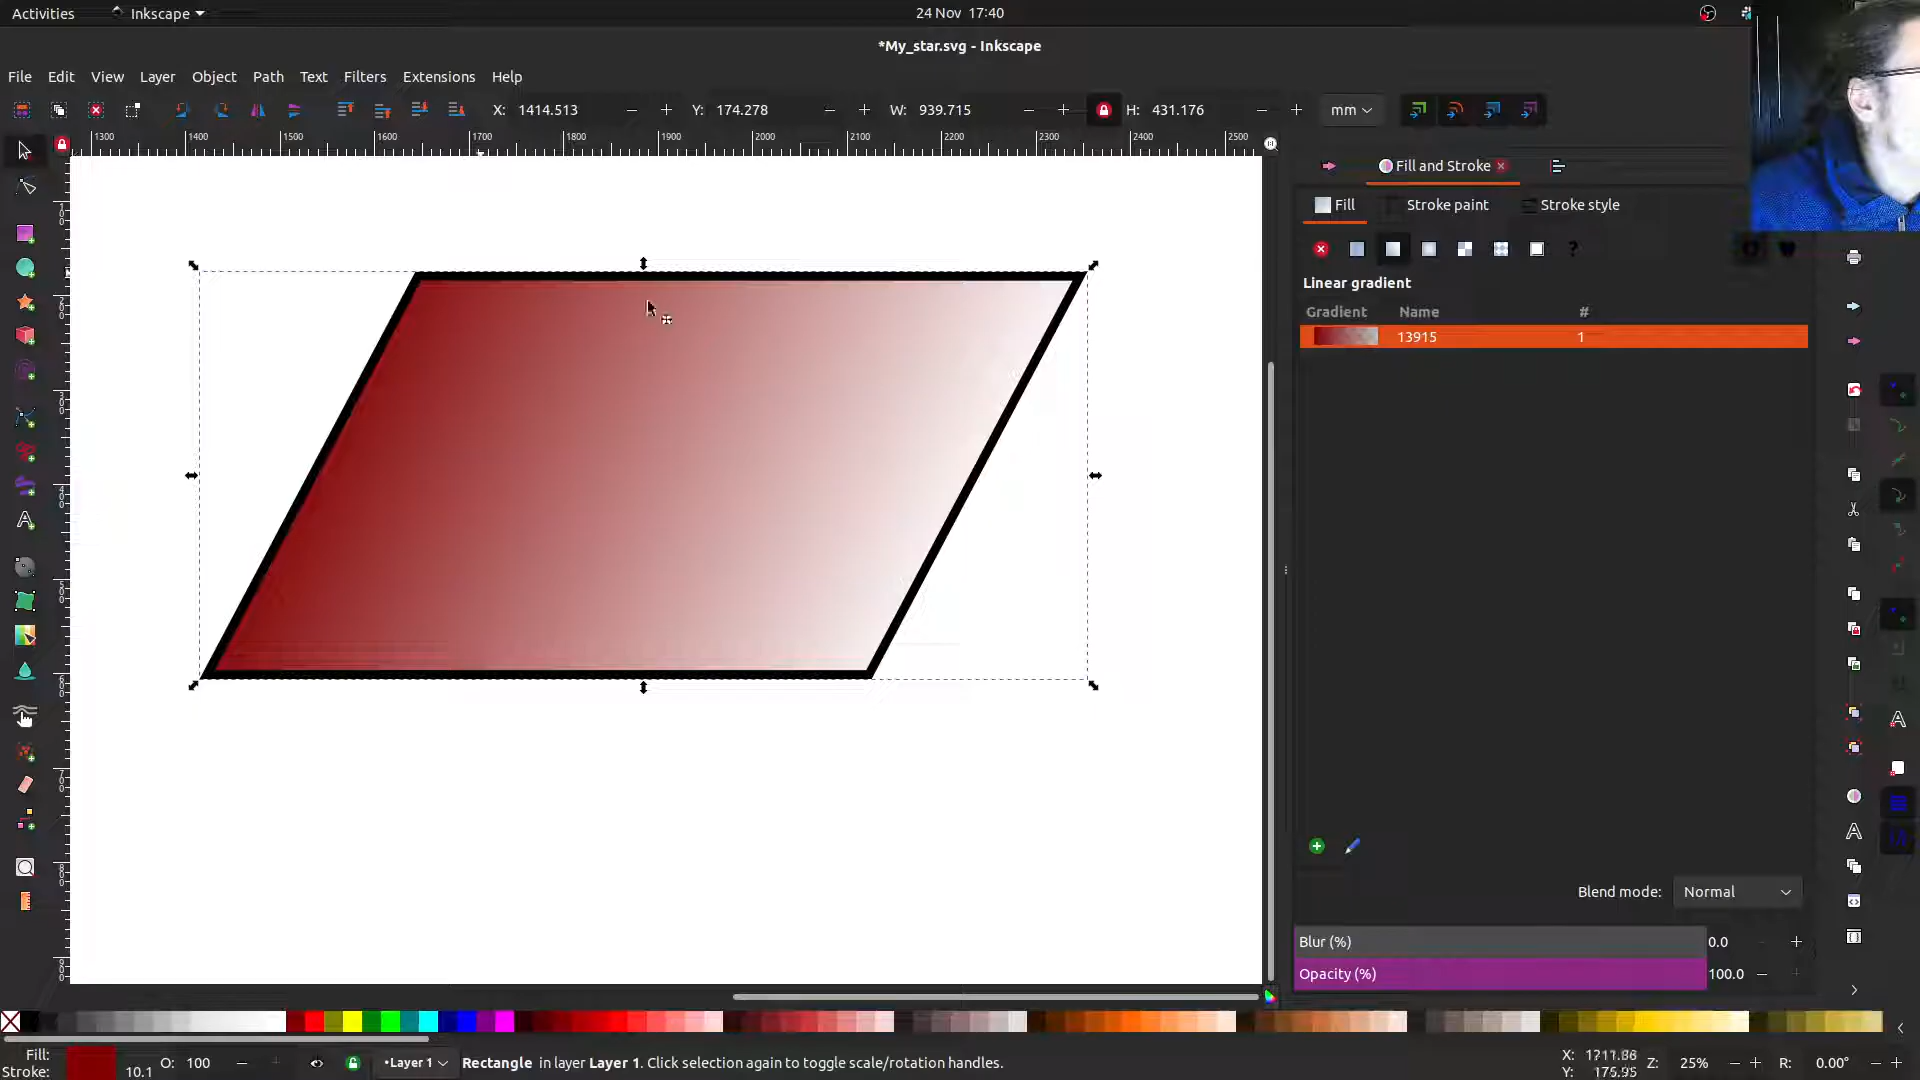 Activities Inkscape 24 Nov 17:40
*My_star.svg - Inkscape
File Edit View Layer Object Path Text Filters Extensions Help
X: 1414.513 − + Y: 174.278 − + W: 939.715 − + H: 431.176 − + mm
1300 1400 1500 1600 1700 1800 1900 2000 2100 2200 2300 2400 2500
Fill and Stroke
Fill Stroke paint Stroke style
?
Linear gradient
Gradient Name #
13915 1
Blend mode: Normal
Blur (%) 0.0 +
Opacity (%) 100.0 −
Fill: O: 100 − •Layer 1 Rectangle in layer Layer 1. Click selection again to toggle scale/rotation handles. X: Z: 25% − + R: 0.00° − +
Stroke: 10.1 Y: